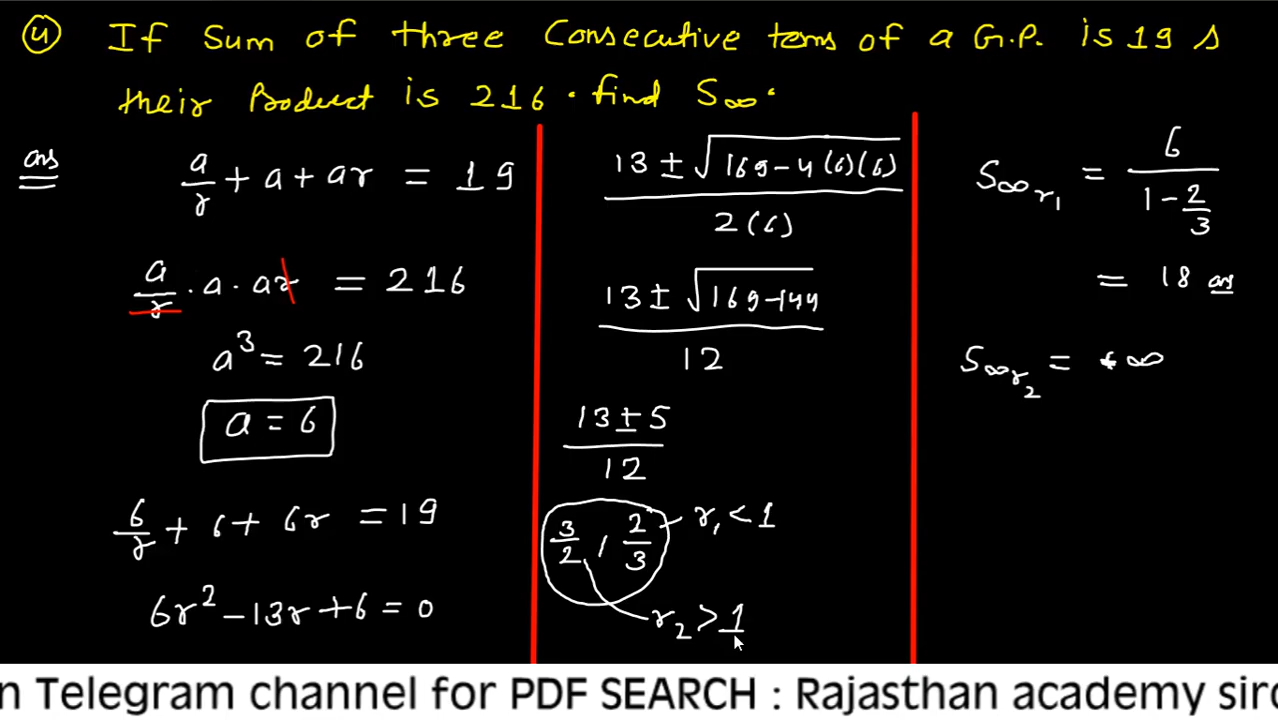 ④ If Sum of three Consecutive terms of a G.P. is 19 &
their Product is 216 . find S∞ .
ans
a/r + a + ar = 19
a/r . a . ar = 216
a³ = 216
a = 6
6/r + 6 + 6r = 19
6r² - 13r + 6 = 0
13 ± √169 - 4(6)(6) / 2(6)
13 ± √169-144 / 12
13 ± 5 / 12
3/2 , 2/3 r₁ < 1
r₂ > 1
S∞r₁ = 6 / 1 - 2/3
= 18 ans
S∞r₂ = +∞
n Telegram channel for PDF SEARCH : Rajasthan academy siro